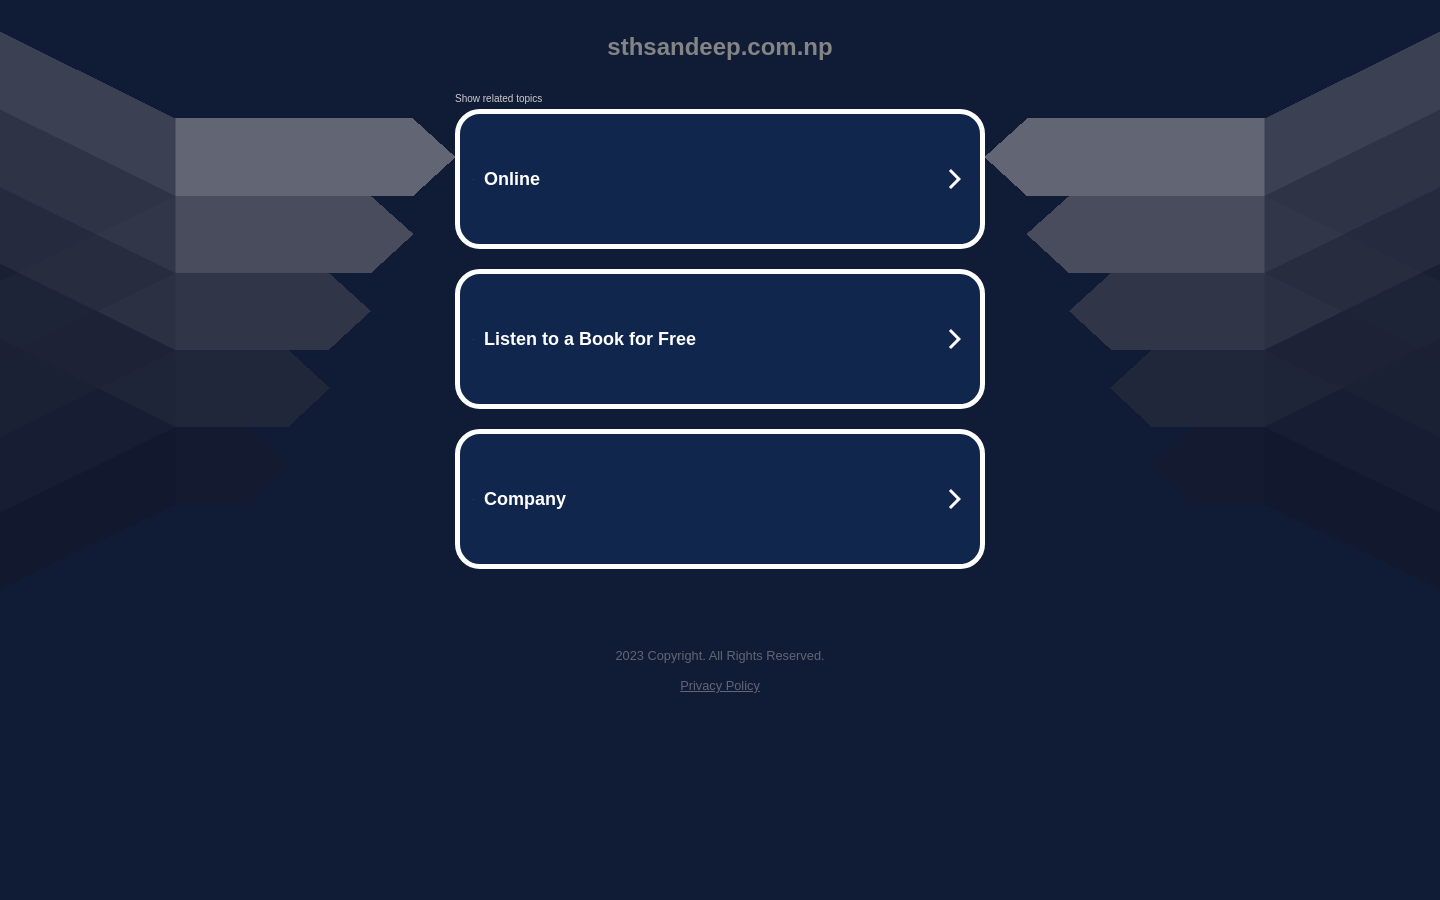 sthsandeep.com.np
Show related topics
Online
Listen to a Book for Free
Company
2023 Copyright. All Rights Reserved.
Privacy Policy